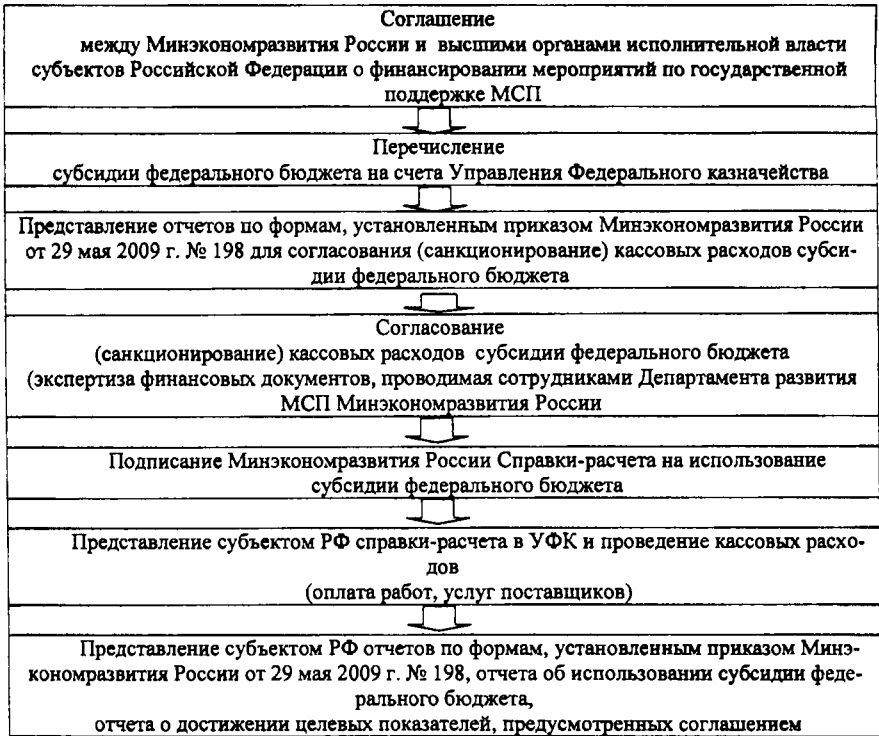 Соглашение
между Минэкономразвития России и высшими органами исполнительной власти
субъектов Российской Федерации о финансировании мероприятий по государственной
поддержке МСП
Перечисление
субсидии федерального бюджета на счета Управления Федерального казначейства
Представление отчетов по формам, установленным приказом Минэкономразвития России
от 29 мая 2009 г. № 198 для согласования (санкционирование) кассовых расходов субси-
дии федерального бюджета
Согласование
(санкционирование) кассовых расходов субсидии федерального бюджета
(экспертиза финансовых документов, проводимая сотрудниками Департамента развития
МСП Минэкономразвития России
Подписание Минэкономразвития России Справки-расчета на использование
субсидии федерального бюджета
Представление субъектом РФ справки-расчета в УФК и проведение кассовых расхо-
дов
(оплата работ, услуг поставщиков)
Представление субъектом РФ отчетов по формам, установленным приказом Минэ-
кономразвития России от 29 мая 2009 г. № 198, отчета об использовании субсидии феде-
рального бюджета,
отчета о достижении целевых показателей, предусмотренных соглашением